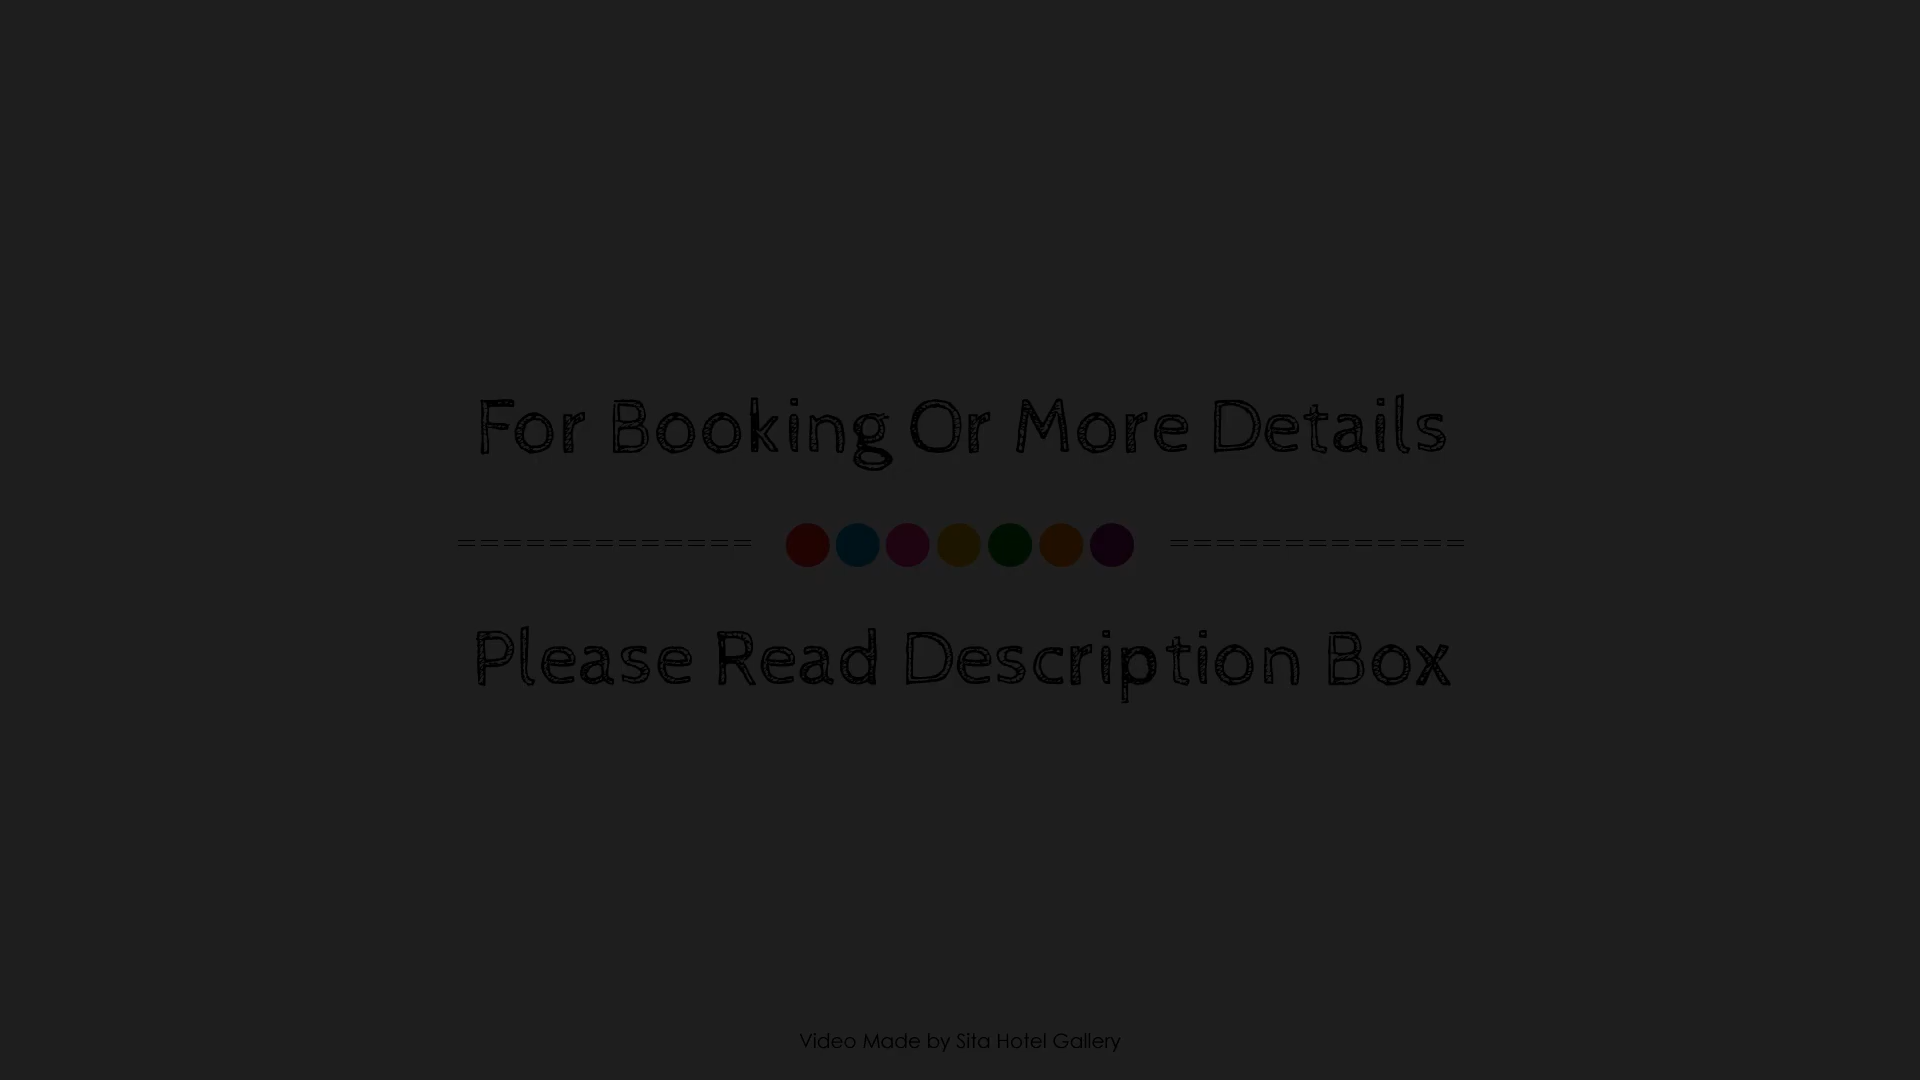 For Booking Or More Details
============= =============
Please Read Description Box
Video Made by Sita Hotel Gallery